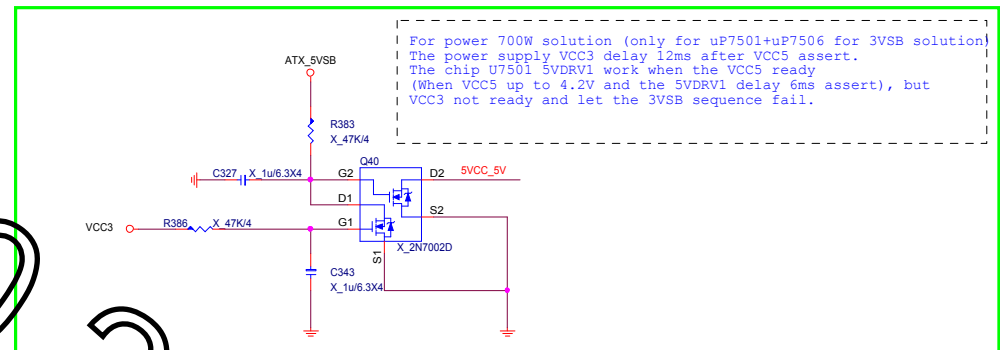 For power 700W solution (only for uP7501+uP7506 for 3VSB solution)
The power supply VCC3 delay 12ms after VCC5 assert.
The chip U7501 5VDRV1 work when the VCC5 ready
(When VCC5 up to 4.2V and the 5VDRV1 delay 6ms assert), but
VCC3 not ready and let the 3VSB sequence fail.
ATX_5VSB
R383
X_47K/4
Q40
C327 X_1u/6.3X4
G2
D2
5VCC_5V
D1
S2
VCC3
R386 X_47K/4
G1
X_2N7002D
S1
C343
X_1u/6.3X4